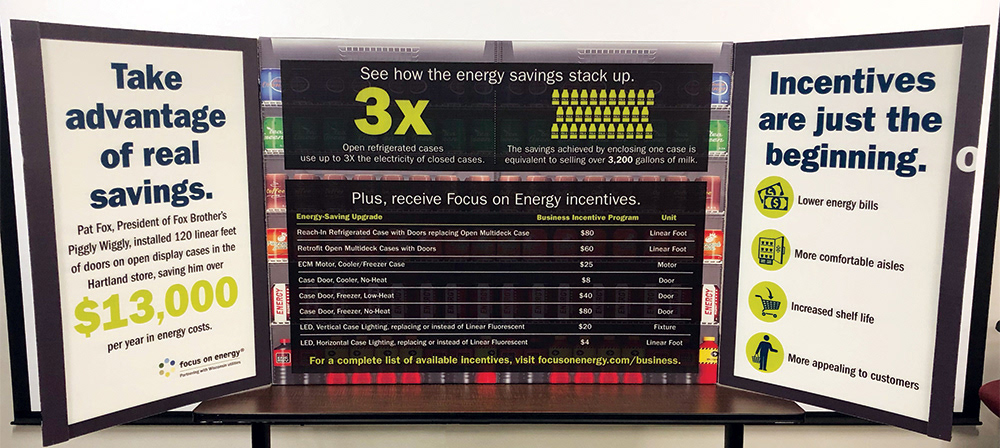 Take
advantage
of real
savings.
Pat Fox, President of Fox Brother's
Piggly Wiggly, installed 120 linear feet
of doors on open display cases in the
Hartland store, saving him over
$13,000
per year in energy costs.
focus on energy®
Partnering with Wisconsin utilities
See how the energy savings stack up.
3x
Open refrigerated cases
use up to 3X the electricity of closed cases.
The savings achieved by enclosing one case is
equivalent to selling over 3,200 gallons of milk.
Plus, receive Focus on Energy incentives.
Energy-Saving Upgrade Business Incentive Program Unit
Reach-In Refrigerated Case with Doors replacing Open Multideck Case $80 Linear Foot
Retrofit Open Multideck Cases with Doors $60 Linear Foot
ECM Motor, Cooler/Freezer Case $25 Motor
Case Door, Cooler, No-Heat $8 Door
Case Door, Freezer, Low-Heat $40 Door
Case Door, Freezer, No-Heat $80 Door
LED, Vertical Case Lighting, replacing or instead of Linear Fluorescent $20 Fixture
LED, Horizontal Case Lighting, replacing or instead of Linear Fluorescent $4 Linear Foot
For a complete list of available incentives, visit focusonenergy.com/business.
ENERGY
ENERGY
Incentives
are just the
beginning.
Lower energy bills
More comfortable aisles
Increased shelf life
More appealing to customers